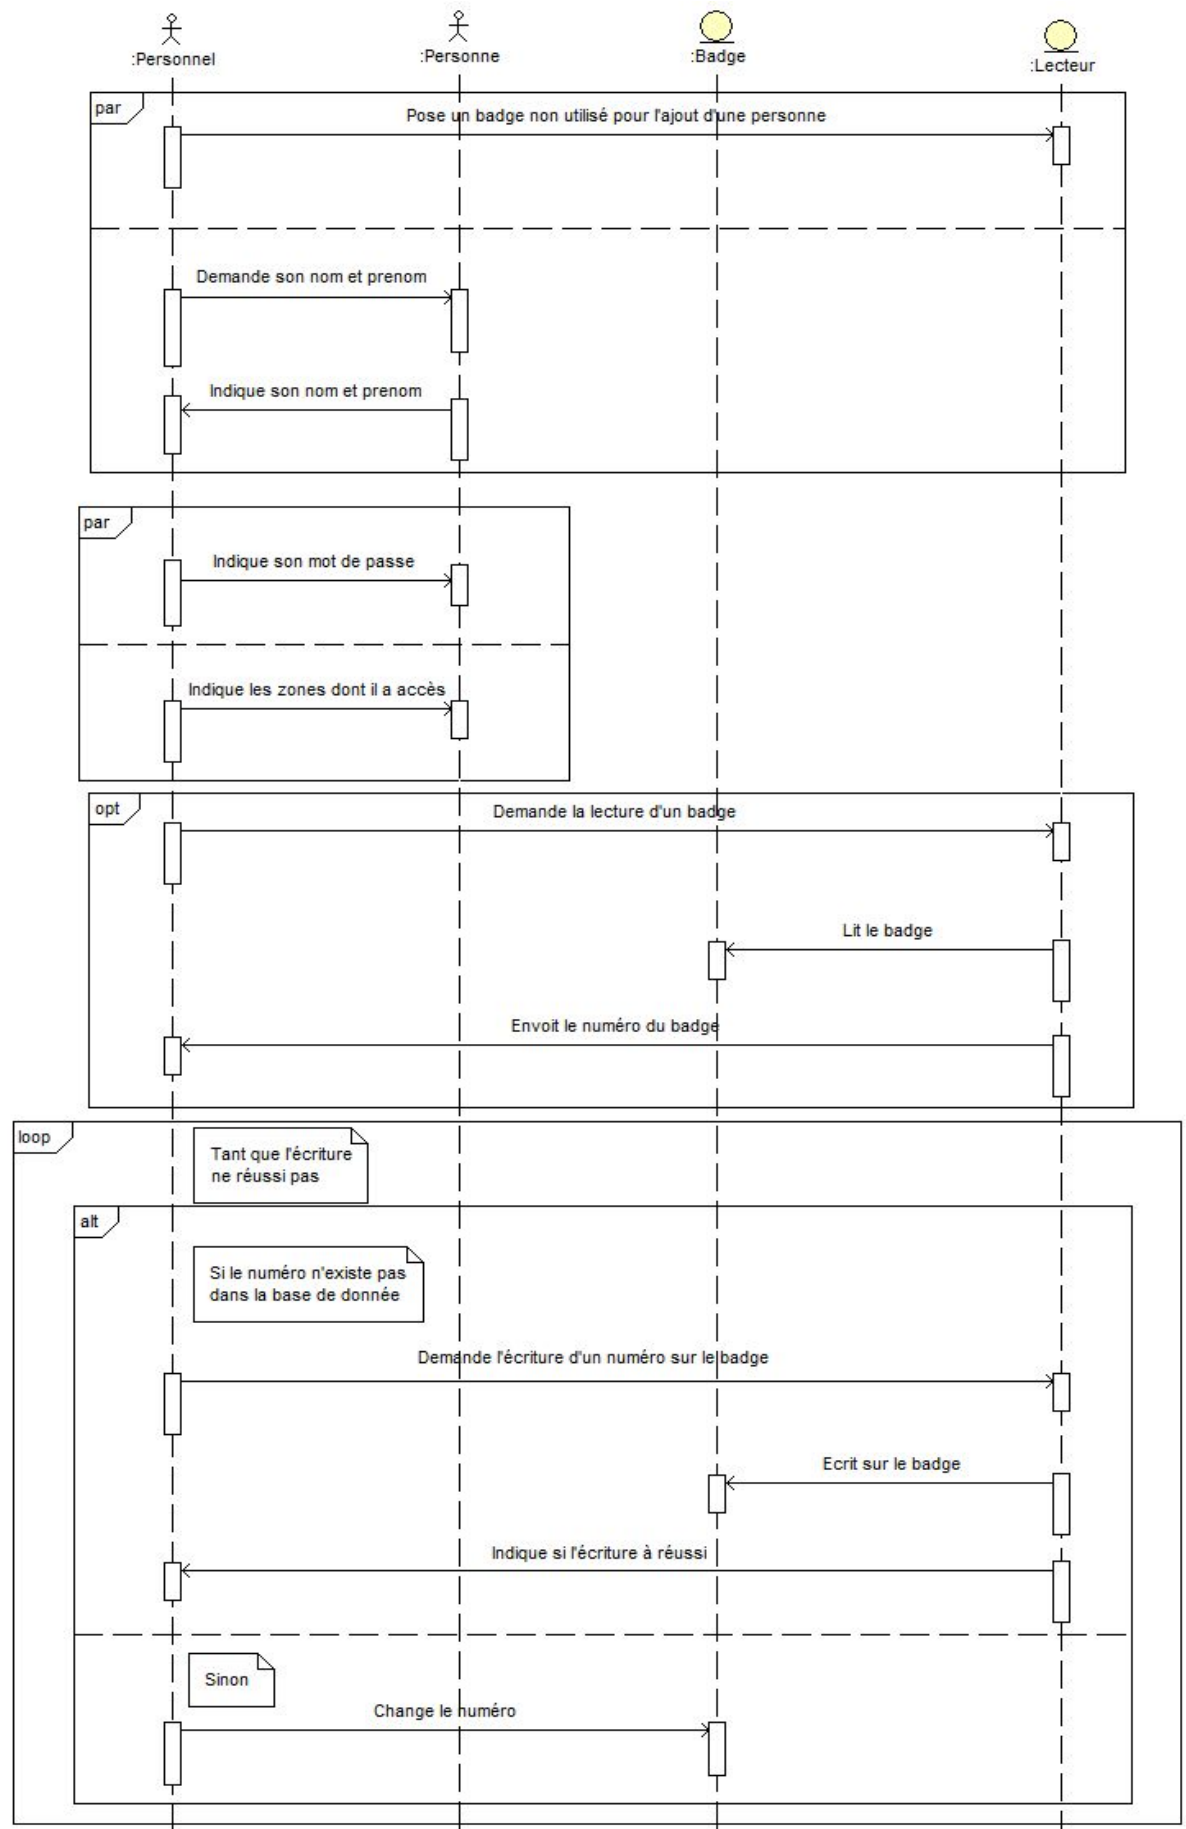 :Personnel
:Personne
:Badge
:Lecteur
par
Pose un badge non utilisé pour l'ajout d'une personne
Demande son nom et prenom
Indique son nom et prenom
par
Indique son mot de passe
Indique les zones dont il a accès
opt
Demande la lecture d'un badge
Lit le badge
Envoit le numéro du badge
loop
Tant que l'écriture
ne réussi pas
alt
Si le numéro n'existe pas
dans la base de donnée
Demande l'écriture d'un numéro sur le badge
Ecrit sur le badge
Indique si l'écriture à réussi
Sinon
Change le numéro